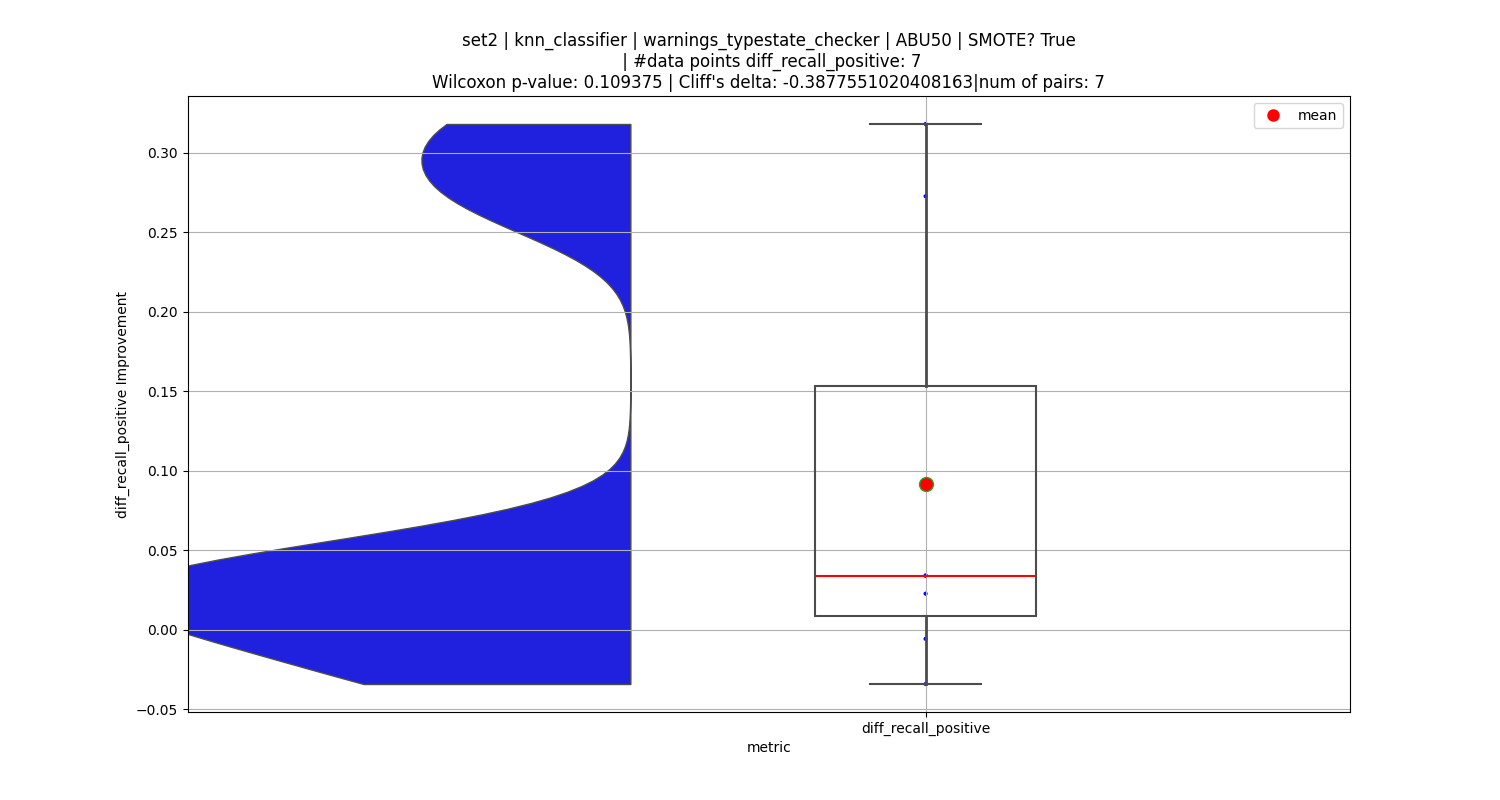 set2 | knn_classifier | warnings_typestate_checker | ABU50 | SMOTE? True
| #data points diff_recall_positive: 7
Wilcoxon p-value: 0.109375 | Cliff's delta: -0.3877551020408163|num of pairs: 7
mean
0.30
0.25
0.20
0.15
0.10
0.05
0.00
−0.05
diff_recall_positive Improvement
diff_recall_positive
metric